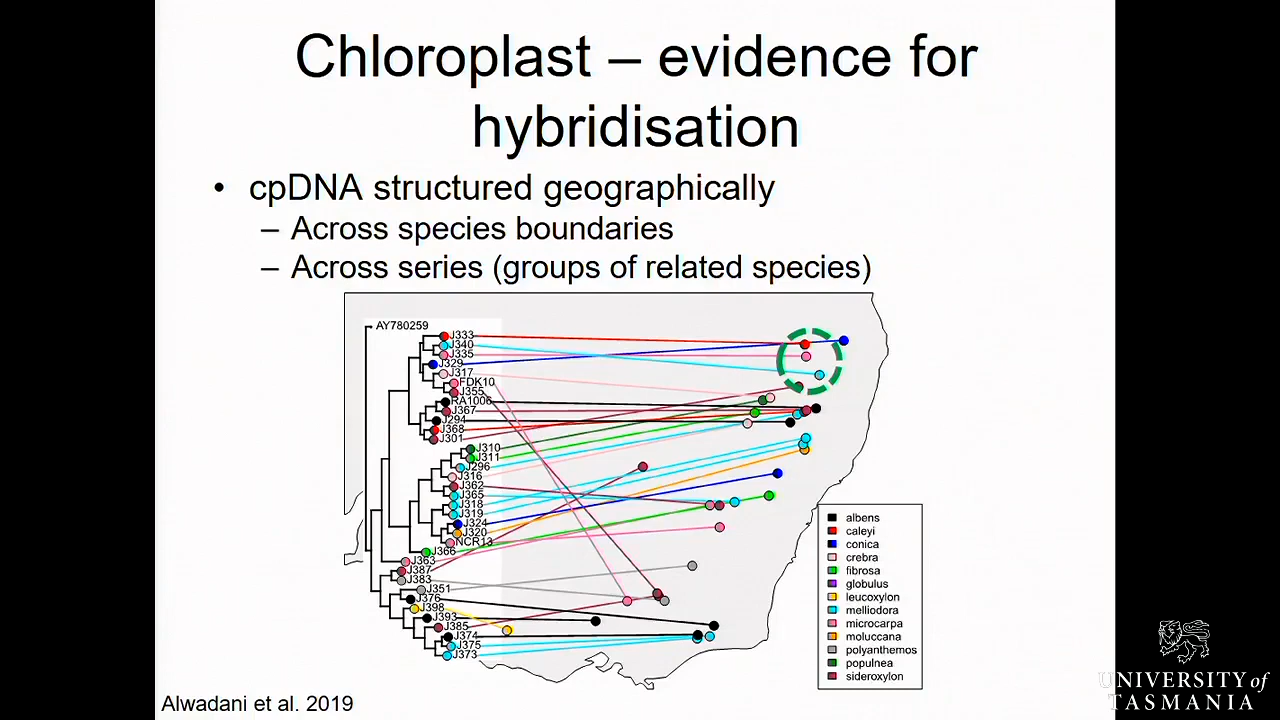 Chloroplast – evidence for
hybridisation
• cpDNA structured geographically
– Across species boundaries
– Across series (groups of related species)
AY780259
J333
J340
J335
J329
J317
FDK10
J355
RA1006
J367
J294
J368
J301
J310
J311
J296
J316
J362
J365
J318
J319
J324
J320
NCR13
J366
J363
J387
J383
J351
J376
J398
J393
J385
J374
J375
J373
albens
caleyi
conica
crebra
fibrosa
globulus
leucoxylon
melliodora
microcarpa
moluccana
polyanthemos
populnea
sideroxylon
Alwadani et al. 2019
UNIVERSITY of
TASMANIA